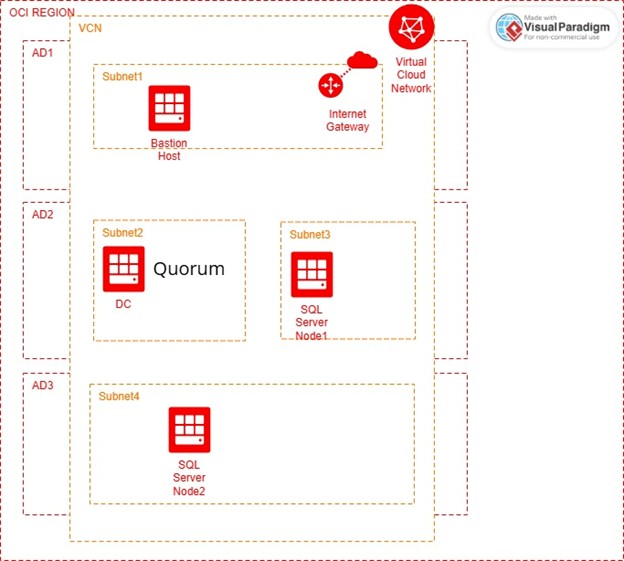 OCI REGION
VCN
Made with
Visual Paradigm
For non-commercial use
AD1
Virtual
Cloud
Network
Subnet1
Internet
Gateway
Bastion
Host
AD2
Subnet2
Quorum
DC
Subnet3
SQL
Server
Node1
AD3
Subnet4
SQL
Server
Node2